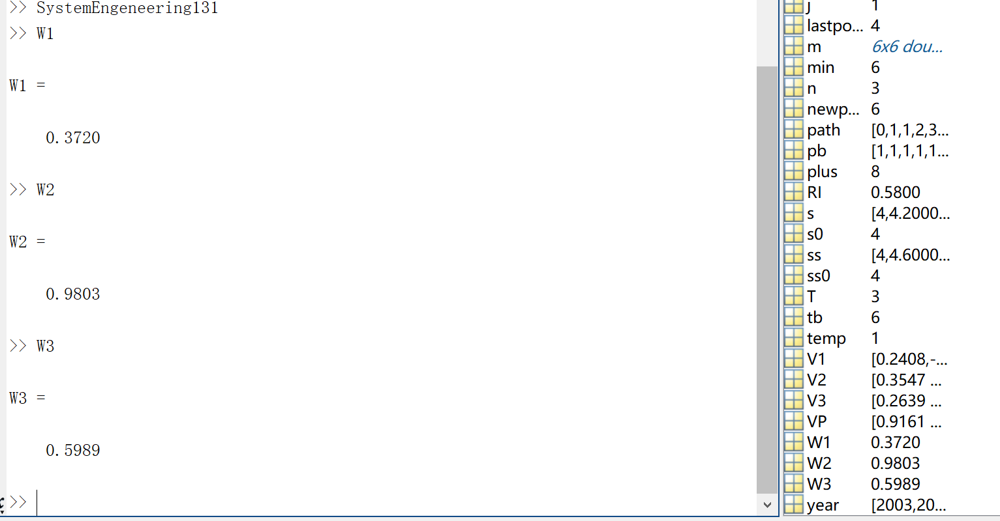 >> SystemEngeneering131
>> W1
W1 =
0.3720
>> W2
W2 =
0.9803
>> W3
W3 =
0.5989
>>
j 1
lastpo... 4
m 6x6 dou...
min 6
n 3
newp... 6
path [0,1,1,2,3...
pb [1,1,1,1,1...
plus 8
RI 0.5800
s [4,4.2000...
s0 4
ss [4,4.6000...
ss0 4
T 3
tb 6
temp 1
V1 [0.2408,-...
V2 [0.3547 ...
V3 [0.2639 ...
VP [0.9161 ...
W1 0.3720
W2 0.9803
W3 0.5989
year [2003,20...